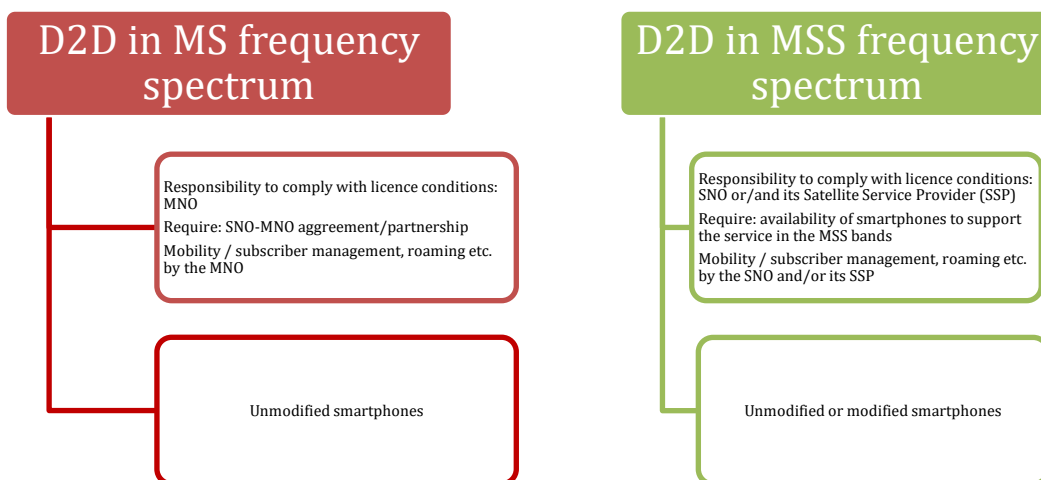 D2D in MS frequency
spectrum
Responsibility to comply with licence conditions:
MNO
Require: SNO-MNO aggreement/partnership
Mobility / subscriber management, roaming etc.
by the MNO
Unmodified smartphones
D2D in MSS frequency
spectrum
Responsibility to comply with licence conditions:
SNO or/and its Satellite Service Provider (SSP)
Require: availability of smartphones to support
the service in the MSS bands
Mobility / subscriber management, roaming etc.
by the SNO and/or its SSP
Unmodified or modified smartphones